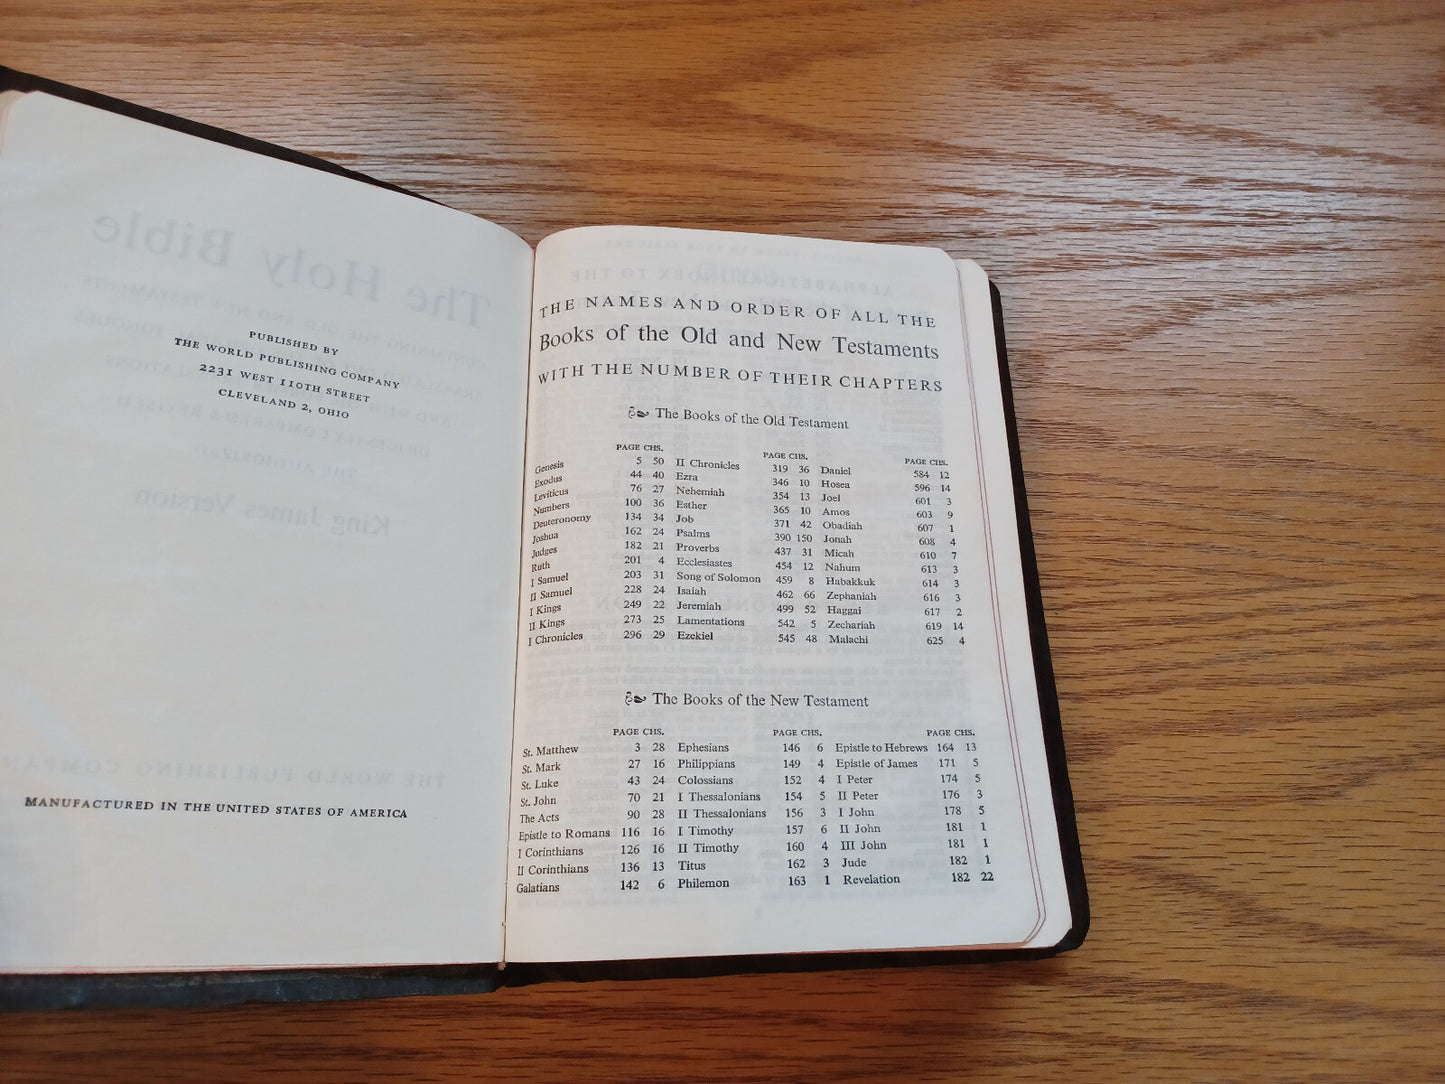 PUBLISHED BY
THE WORLD PUBLISHING COMPANY
2231 WEST 110TH STREET
CLEVELAND 2, OHIO
MANUFACTURED IN THE UNITED STATES OF AMERICA
THE NAMES AND ORDER OF ALL THE
Books of the Old and New Testaments
WITH THE NUMBER OF THEIR CHAPTERS
The Books of the Old Testament
PAGE CHS. PAGE CHS. PAGE CHS.
Genesis 5 50 II Chronicles 319 36 Daniel 584 12
Exodus 44 40 Ezra 346 10 Hosea 596 14
Leviticus 76 27 Nehemiah 354 13 Joel 601 3
Numbers 100 36 Esther 365 10 Amos 603 9
Deuteronomy 134 34 Job 371 42 Obadiah 607 1
Joshua 162 24 Psalms 390 150 Jonah 608 4
Judges 182 21 Proverbs 437 31 Micah 610 7
Ruth 201 4 Ecclesiastes 454 12 Nahum 613 3
I Samuel 203 31 Song of Solomon 459 8 Habakkuk 614 3
II Samuel 228 24 Isaiah 462 66 Zephaniah 616 3
I Kings 249 22 Jeremiah 499 52 Haggai 617 2
II Kings 273 25 Lamentations 542 5 Zechariah 619 14
I Chronicles 296 29 Ezekiel 545 48 Malachi 625 4
The Books of the New Testament
PAGE CHS. PAGE CHS. PAGE CHS.
St. Matthew 3 28 Ephesians 146 6 Epistle to Hebrews 164 13
St. Mark 27 16 Philippians 149 4 Epistle of James 171 5
St. Luke 43 24 Colossians 152 4 I Peter 174 5
St. John 70 21 I Thessalonians 154 5 II Peter 176 3
The Acts 90 28 II Thessalonians 156 3 I John 178 5
Epistle to Romans 116 16 I Timothy 157 6 II John 181 1
I Corinthians 126 16 II Timothy 160 4 III John 181 1
II Corinthians 136 13 Titus 162 3 Jude 182 1
Galatians 142 6 Philemon 163 1 Revelation 182 22